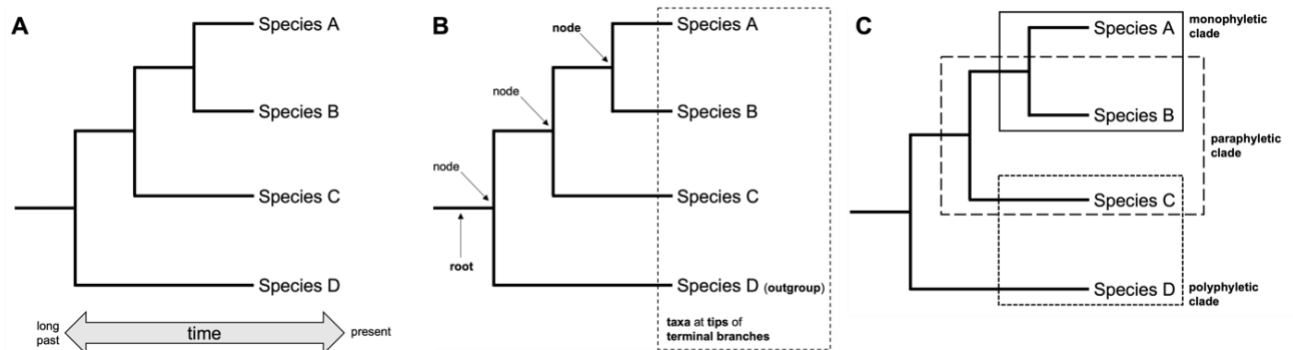 A
Species A
Species B
Species C
Species D
long
past
time
present
B
node
node
node
root
Species A
Species B
Species C
Species D (outgroup)
taxa at tips of
terminal branches
C
Species A
Species B
Species C
Species D
monophyletic
clade
paraphyletic
clade
polyphyletic
clade